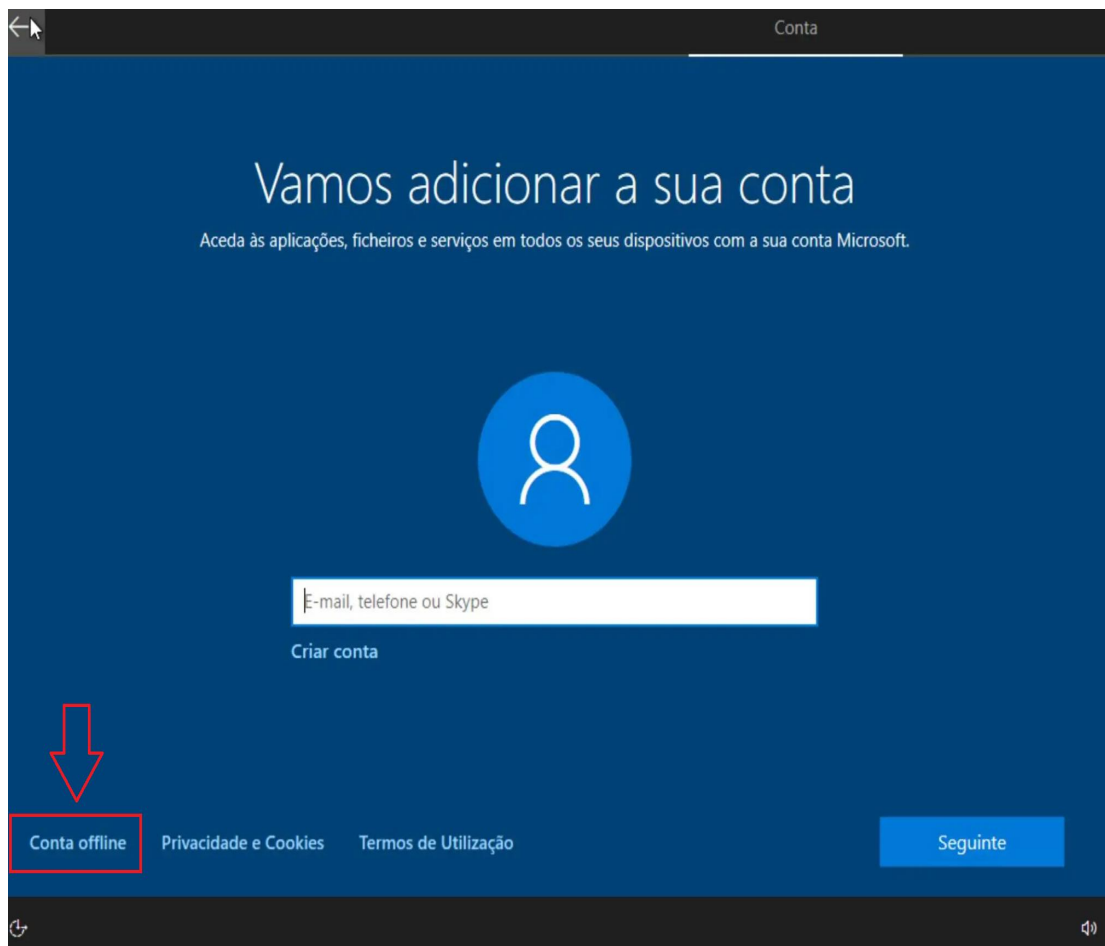 Conta
Vamos adicionar a sua conta
Aceda às aplicações, ficheiros e serviços em todos os seus dispositivos com a sua conta Microsoft.
E-mail, telefone ou Skype
Criar conta
Conta offline
Privacidade e Cookies
Termos de Utilização
Seguinte